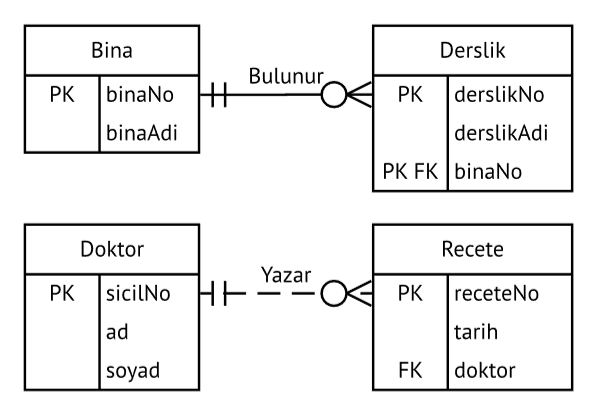 Bina
PK binaNo
binaAdi
Bulunur
Derslik
PK derslikNo
derslikAdi
PK FK binaNo
Doktor
PK sicilNo
ad
soyad
Yazar
Recete
PK receteNo
tarih
FK doktor